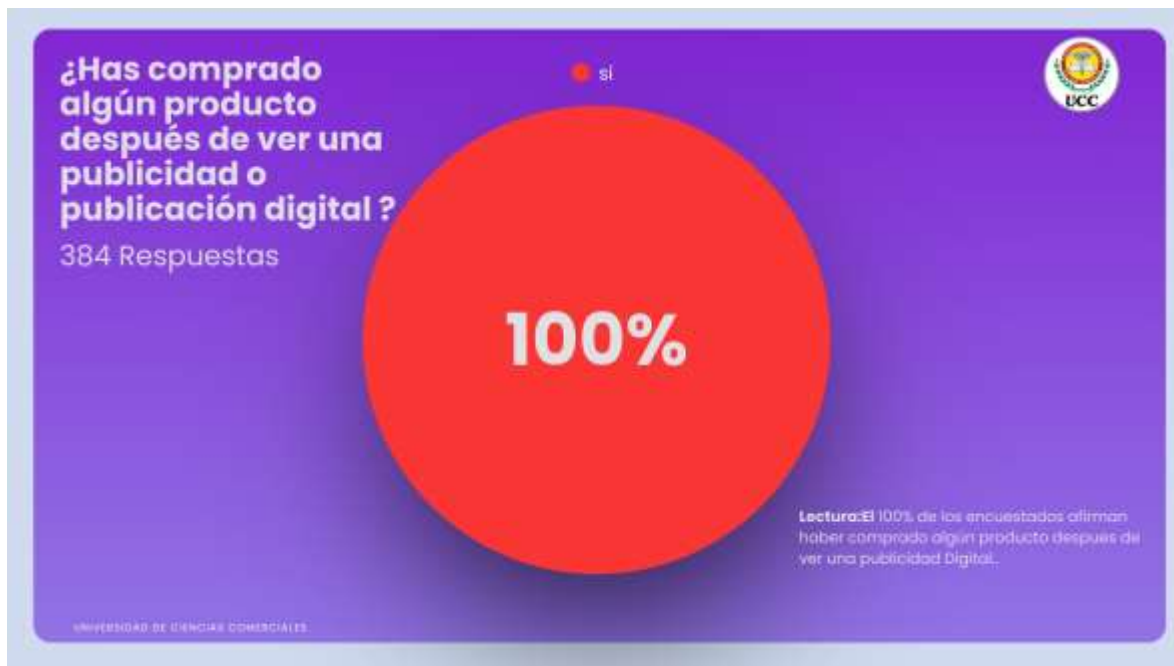 ¿Has comprado
algún producto
después de ver una
publicidad o
publicación digital ?
384 Respuestas
sí
UCC
100%
Lectura:El 100% de los encuestados afirman
haber comprado algun producto despues de
ver una publicidad Digital..
UNIVERSIDAD DE CIENCIAS COMERCIALES